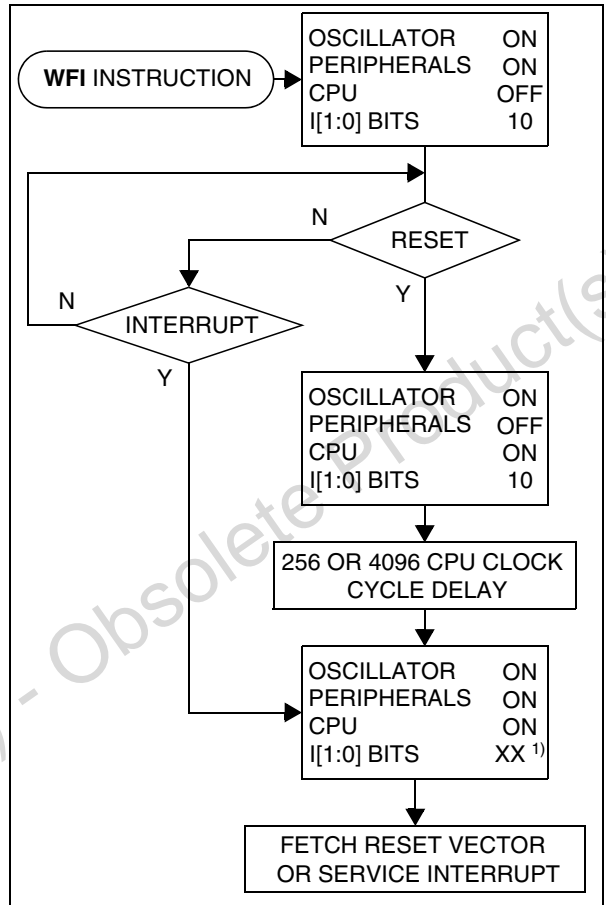 WFI INSTRUCTION
OSCILLATOR ON
PERIPHERALS ON
CPU OFF
I[1:0] BITS 10
N
RESET
Y
N
INTERRUPT
Y
OSCILLATOR ON
PERIPHERALS OFF
CPU ON
I[1:0] BITS 10
256 OR 4096 CPU CLOCK
CYCLE DELAY
OSCILLATOR ON
PERIPHERALS ON
CPU ON
I[1:0] BITS XX 1)
FETCH RESET VECTOR
OR SERVICE INTERRUPT
- Obsolete Product(s